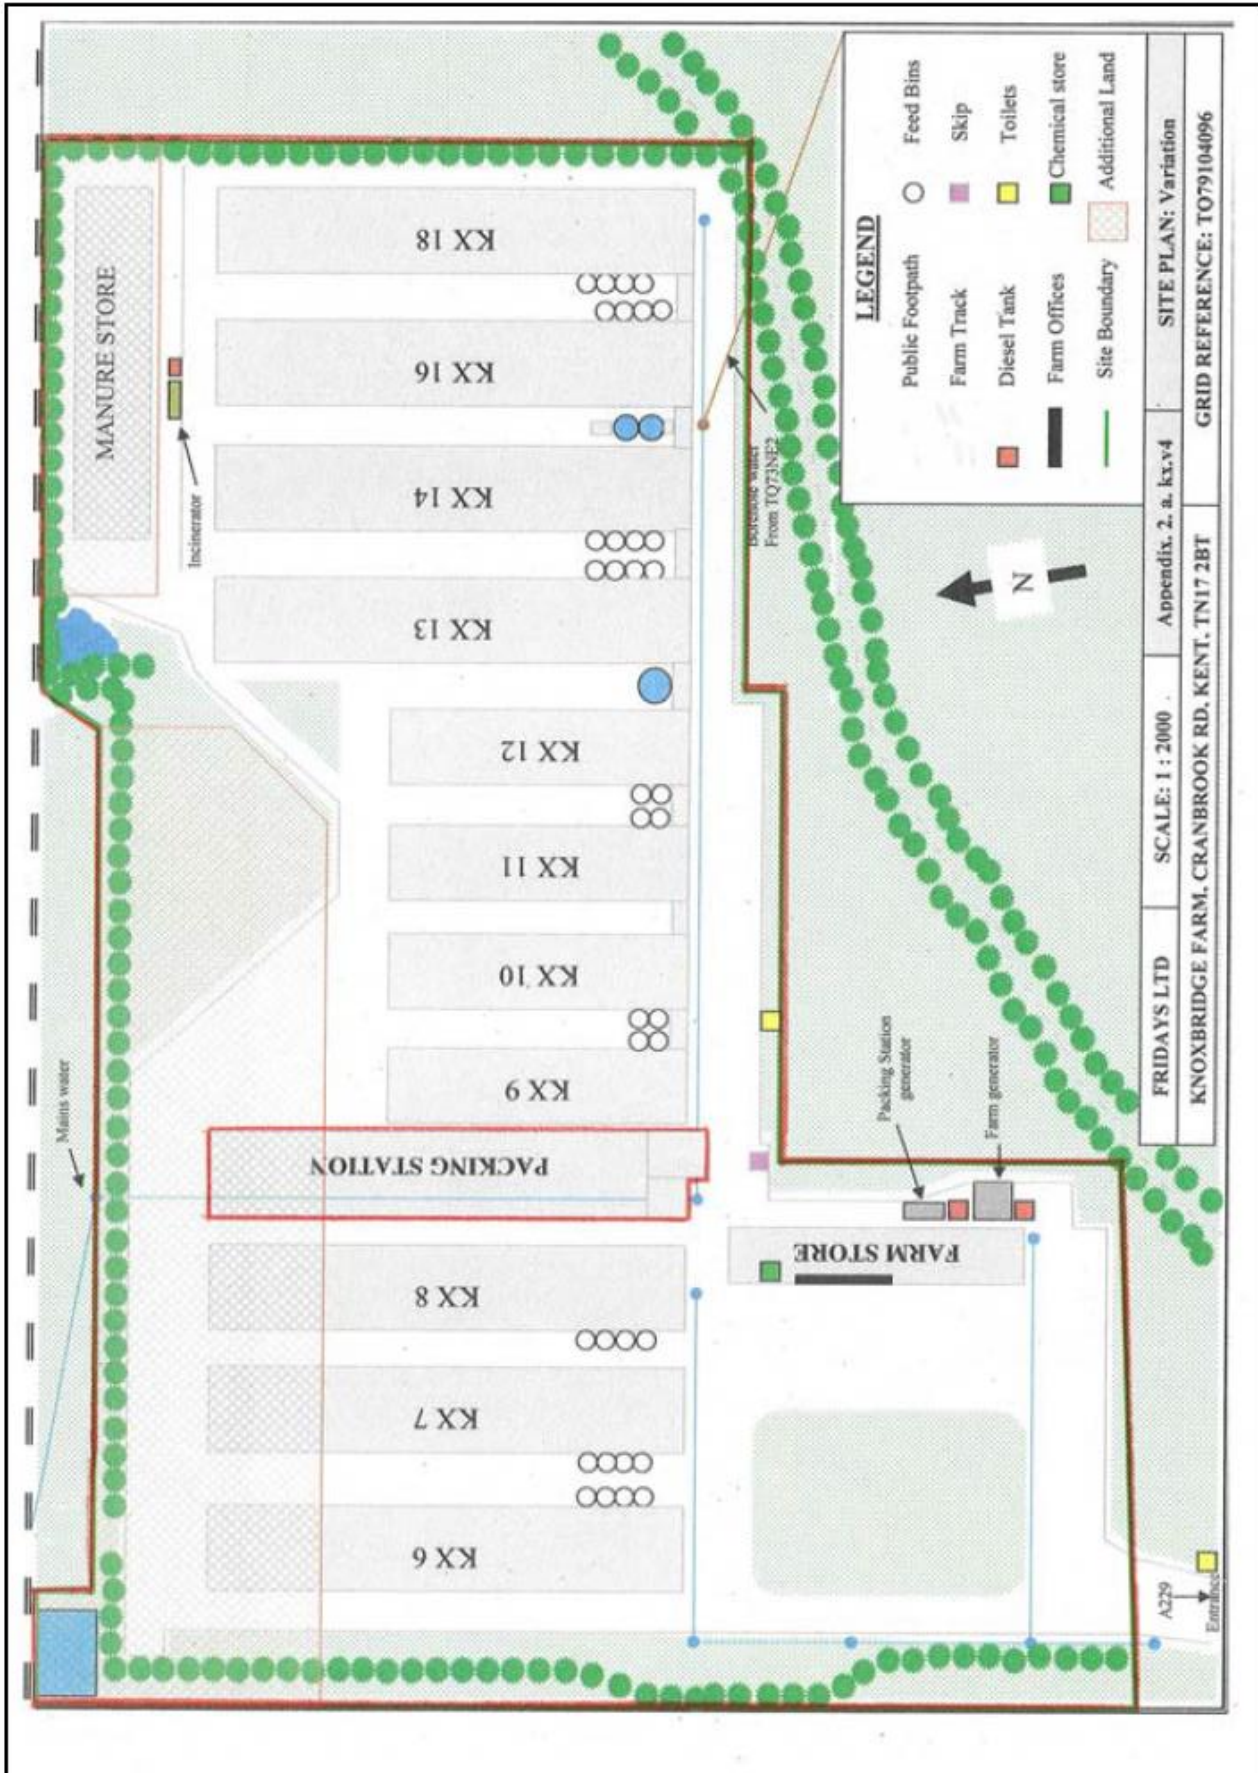 MANURE STORE
Incinerator
KX 18
KX 16
KX 14
KX 13
KX 12
KX 11
KX 10
KX 9
PACKING STATION
KX 8
KX 7
KX 6
Mains water
Borehole water
From TQ73NE2
Packing Station
generator
Farm generator
FARM STORE
A229
Entrance
N
LEGEND
Public Footpath
Feed Bins
Farm Track
Skip
Diesel Tank
Toilets
Farm Offices
Chemical store
Site Boundary
Additional Land
FRIDAYS LTD
SCALE: 1 : 2000
Appendix. 2. a. kx.v4
SITE PLAN: Variation
KNOXBRIDGE FARM. CRANBROOK RD. KENT. TN17 2BT
GRID REFERENCE: TO79104096